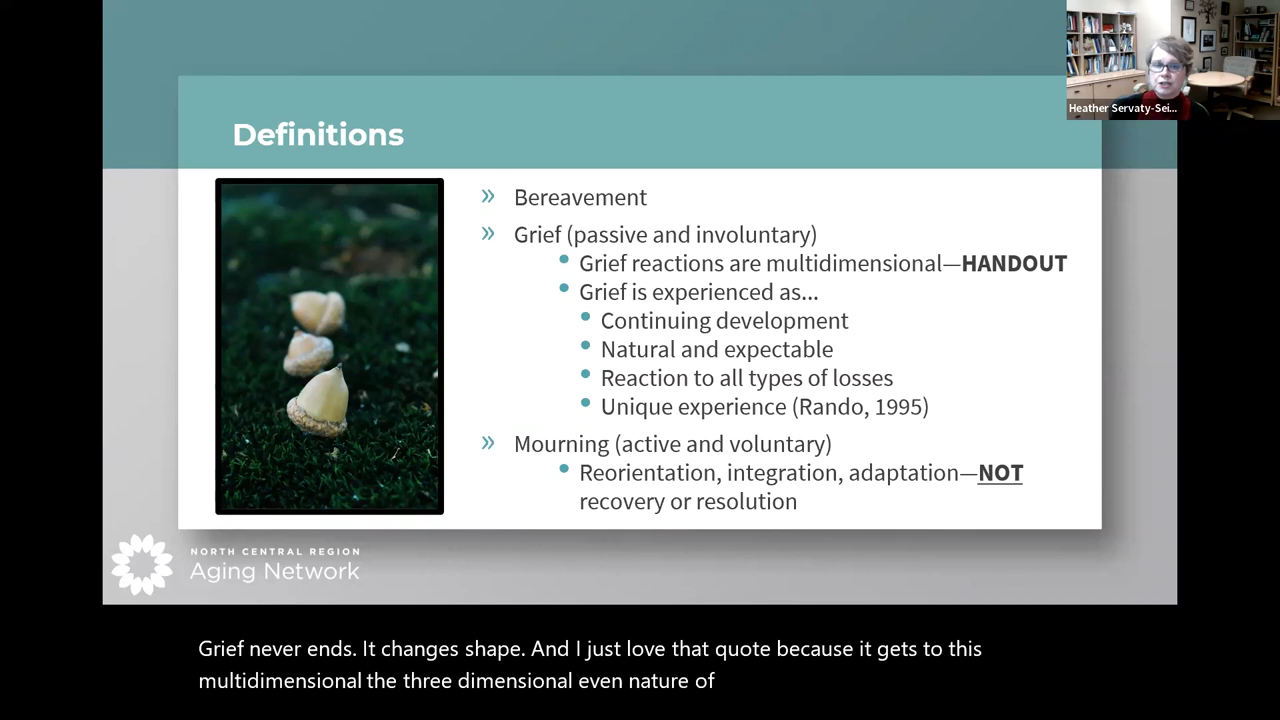 Heather Servaty-Sei...
Definitions
» Bereavement
» Grief (passive and involuntary)
• Grief reactions are multidimensional—HANDOUT
• Grief is experienced as...
• Continuing development
• Natural and expectable
• Reaction to all types of losses
• Unique experience (Rando, 1995)
» Mourning (active and voluntary)
• Reorientation, integration, adaptation—NOT
recovery or resolution
NORTH CENTRAL REGION
Aging Network
Grief never ends. It changes shape. And I just love that quote because it gets to this
multidimensional the three dimensional even nature of